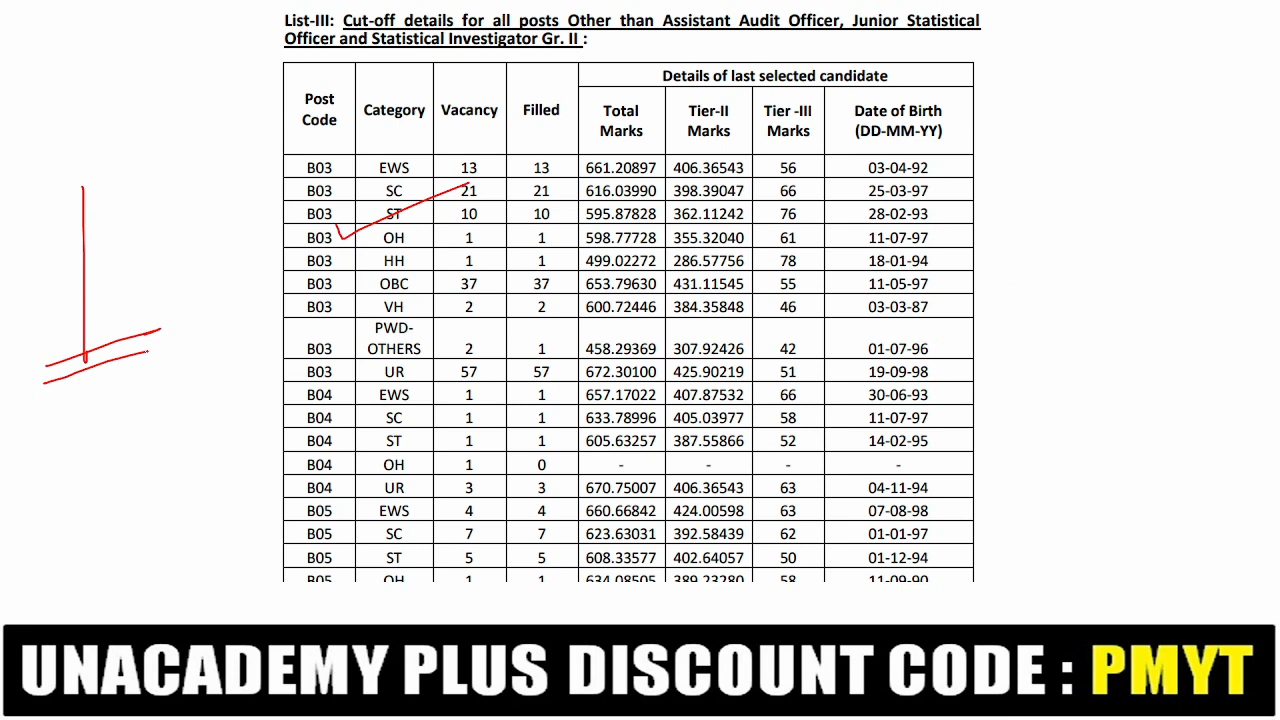 List-III: Cut-off details for all posts Other than Assistant Audit Officer, Junior Statistical
Officer and Statistical Investigator Gr. II :
Post Code Category Vacancy Filled Details of last selected candidate
Total Marks Tier-II Marks Tier -III Marks Date of Birth (DD-MM-YY)
B03 EWS 13 13 661.20897 406.36543 56 03-04-92
B03 SC 21 21 616.03990 398.39047 66 25-03-97
B03 ST 10 10 595.87828 362.11242 76 28-02-93
B03 OH 1 1 598.77728 355.32040 61 11-07-97
B03 HH 1 1 499.02272 286.57756 78 18-01-94
B03 OBC 37 37 653.79630 431.11545 55 11-05-97
B03 VH 2 2 600.72446 384.35848 46 03-03-87
B03 PWD-OTHERS 2 1 458.29369 307.92426 42 01-07-96
B03 UR 57 57 672.30100 425.90219 51 19-09-98
B04 EWS 1 1 657.17022 407.87532 66 30-06-93
B04 SC 1 1 633.78996 405.03977 58 11-07-97
B04 ST 1 1 605.63257 387.55866 52 14-02-95
B04 OH 1 0 - - - -
B04 UR 3 3 670.75007 406.36543 63 04-11-94
B05 EWS 4 4 660.66842 424.00598 63 07-08-98
B05 SC 7 7 623.63031 392.58439 62 01-01-97
B05 ST 5 5 608.33577 402.64057 50 01-12-94
B05 OH 1 1 634.08505 389.23280 58 11-09-90
UNACADEMY PLUS DISCOUNT CODE : PMYT